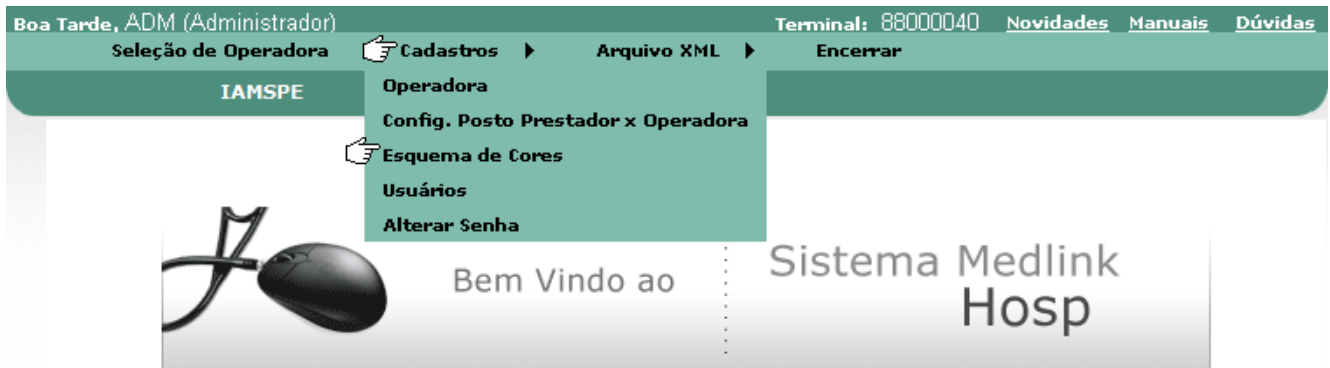 Boa Tarde, ADM (Administrador) Terminal: 88000040 Novidades Manuais Dúvidas
Seleção de Operadora Cadastros Arquivo XML Encerrar
IAMSPE
Operadora
Config. Posto Prestador x Operadora
Esquema de Cores
Usuários
Alterar Senha
Bem Vindo ao
Sistema Medlink
Hosp